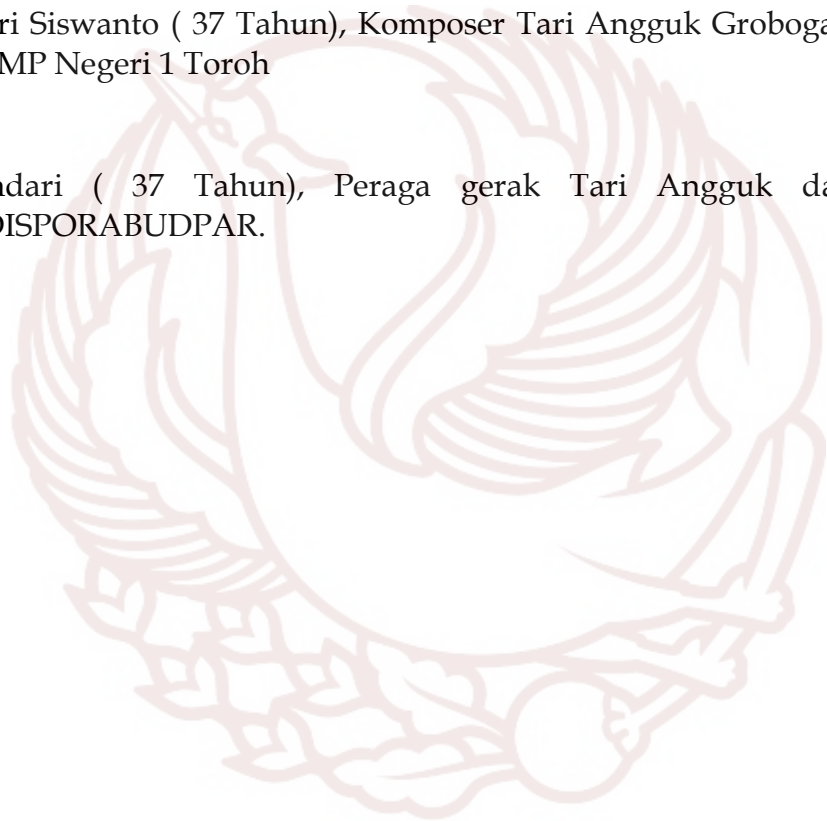 ri Siswanto ( 37 Tahun), Komposer Tari Angguk Groboga
MP Negeri 1 Toroh
ndari ( 37 Tahun), Peraga gerak Tari Angguk da
DISPORABUDPAR.